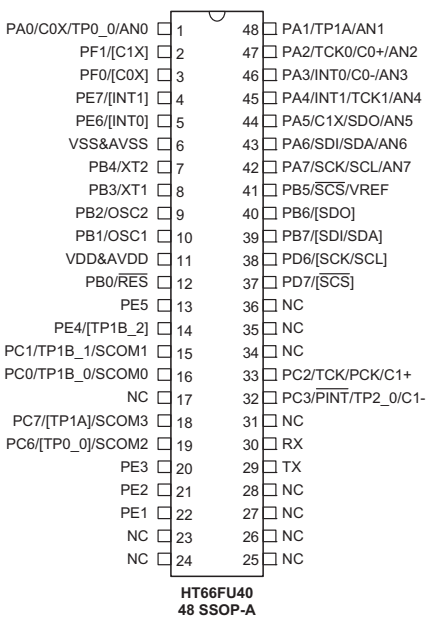 PA0/C0X/TP0_0/AN0 1 48 PA1/TP1A/AN1
PF1/[C1X] 2 47 PA2/TCK0/C0+/AN2
PF0/[C0X] 3 46 PA3/INT0/C0-/AN3
PE7/[INT1] 4 45 PA4/INT1/TCK1/AN4
PE6/[INT0] 5 44 PA5/C1X/SDO/AN5
VSS&AVSS 6 43 PA6/SDI/SDA/AN6
PB4/XT2 7 42 PA7/SCK/SCL/AN7
PB3/XT1 8 41 PB5/SCS/VREF
PB2/OSC2 9 40 PB6/[SDO]
PB1/OSC1 10 39 PB7/[SDI/SDA]
VDD&AVDD 11 38 PD6/[SCK/SCL]
PB0/RES 12 37 PD7/[SCS]
PE5 13 36 NC
PE4/[TP1B_2] 14 35 NC
PC1/TP1B_1/SCOM1 15 34 NC
PC0/TP1B_0/SCOM0 16 33 PC2/TCK/PCK/C1+
NC 17 32 PC3/PINT/TP2_0/C1-
PC7/[TP1A]/SCOM3 18 31 NC
PC6/[TP0_0]/SCOM2 19 30 RX
PE3 20 29 TX
PE2 21 28 NC
PE1 22 27 NC
NC 23 26 NC
NC 24 25 NC
HT66FU40
48 SSOP-A